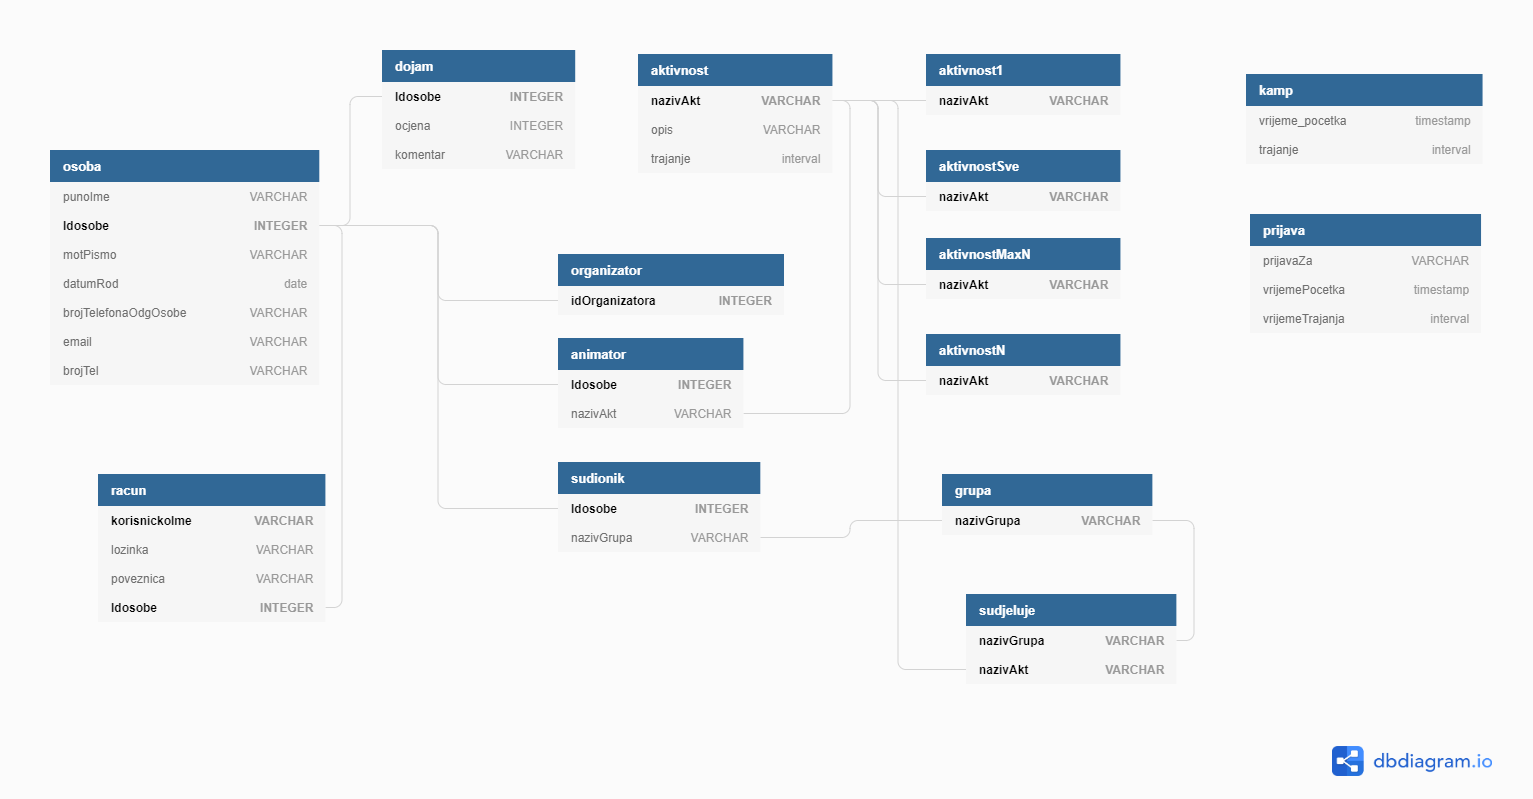 dojam
Idosobe INTEGER
ocjena INTEGER
komentar VARCHAR
aktivnost
nazivAkt VARCHAR
opis VARCHAR
trajanje interval
aktivnost1
nazivAkt VARCHAR
kamp
vrijeme_pocetka timestamp
trajanje interval
osoba
punoIme VARCHAR
Idosobe INTEGER
motPismo VARCHAR
datumRod date
brojTelefonaOdgOsobe VARCHAR
email VARCHAR
brojTel VARCHAR
aktivnostSve
nazivAkt VARCHAR
aktivnostMaxN
nazivAkt VARCHAR
prijava
prijavaZa VARCHAR
vrijemePocetka timestamp
vrijemeTrajanja interval
organizator
idOrganizatora INTEGER
animator
Idosobe INTEGER
nazivAkt VARCHAR
aktivnostN
nazivAkt VARCHAR
racun
korisnickoIme VARCHAR
lozinka VARCHAR
poveznica VARCHAR
Idosobe INTEGER
sudionik
Idosobe INTEGER
nazivGrupa VARCHAR
grupa
nazivGrupa VARCHAR
sudjeluje
nazivGrupa VARCHAR
nazivAkt VARCHAR
dbdiagram.io